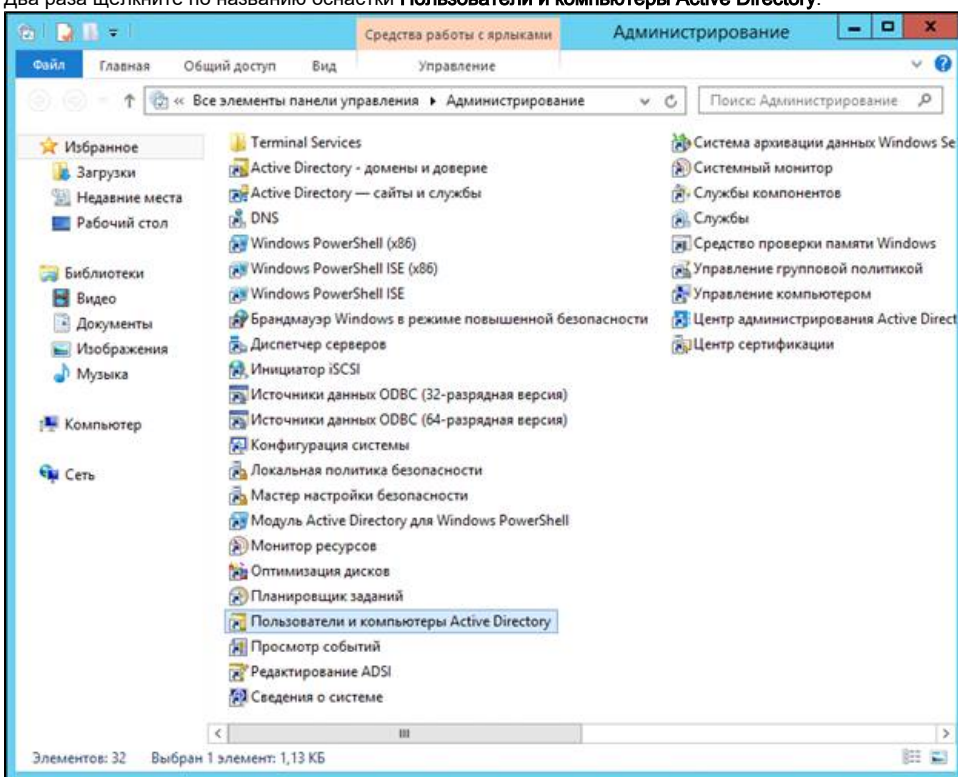 Два раза щелкните по названию оснастки Пользователи и компьютеры Active Directory.
Средства работы с ярлыками
Администрирование
Файл
Главная
Общий доступ
Вид
Управление
« Все элементы панели управления
Администрирование
Поиск: Администрирование
Избранное
Загрузки
Недавние места
Рабочий стол
Библиотеки
Видео
Документы
Изображения
Музыка
Компьютер
Сеть
Terminal Services
Active Directory - домены и доверие
Active Directory — сайты и службы
DNS
Windows PowerShell (x86)
Windows PowerShell ISE (x86)
Windows PowerShell ISE
Брандмауэр Windows в режиме повышенной безопасности
Диспетчер серверов
Инициатор iSCSI
Источники данных ODBC (32-разрядная версия)
Источники данных ODBC (64-разрядная версия)
Конфигурация системы
Локальная политика безопасности
Мастер настройки безопасности
Модуль Active Directory для Windows PowerShell
Монитор ресурсов
Оптимизация дисков
Планировщик заданий
Пользователи и компьютеры Active Directory
Просмотр событий
Редактирование ADSI
Сведения о системе
Система архивации данных Windows Se
Системный монитор
Службы компонентов
Службы
Средство проверки памяти Windows
Управление групповой политикой
Управление компьютером
Центр администрирования Active Direct
Центр сертификации
Элементов: 32
Выбран 1 элемент: 1,13 КБ